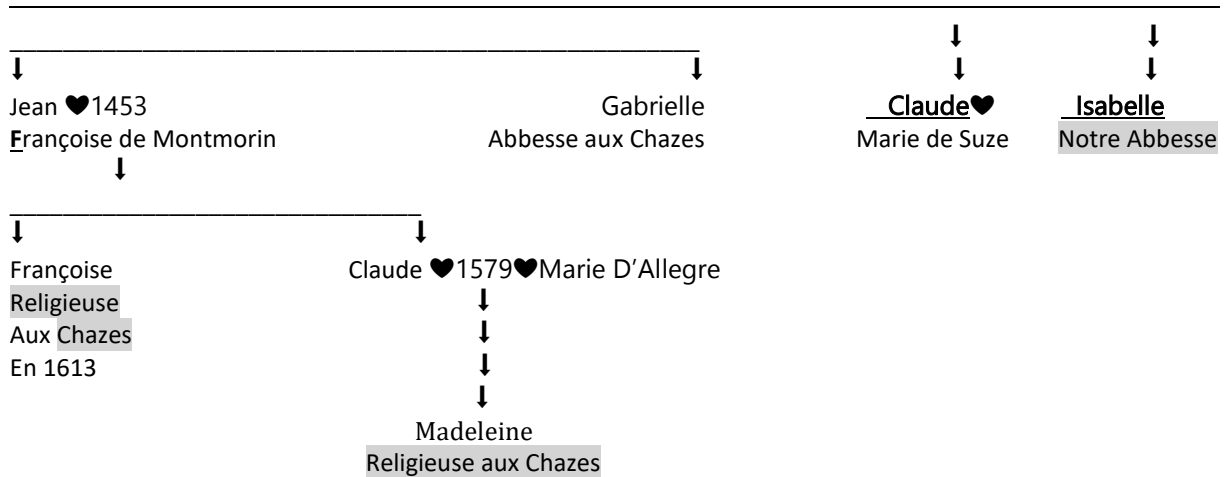 Jean ♥1453 Gabrielle Claude♥ Isabelle
Françoise de Montmorin Abbesse aux Chazes Marie de Suze Notre Abbesse
Françoise Claude ♥1579♥Marie D’Allegre
Religieuse
Aux Chazes
En 1613
Madeleine
Religieuse aux Chazes